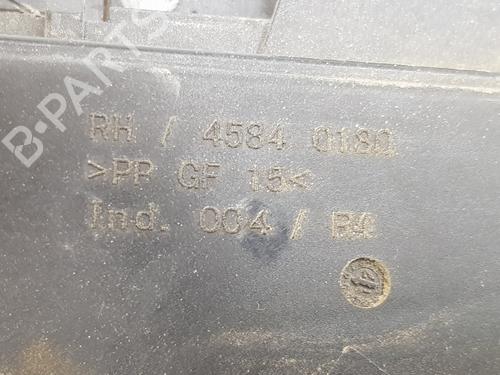 B-PARTS
RH / 4584 0180
>PP GF 15<
Ind. 004 / B4